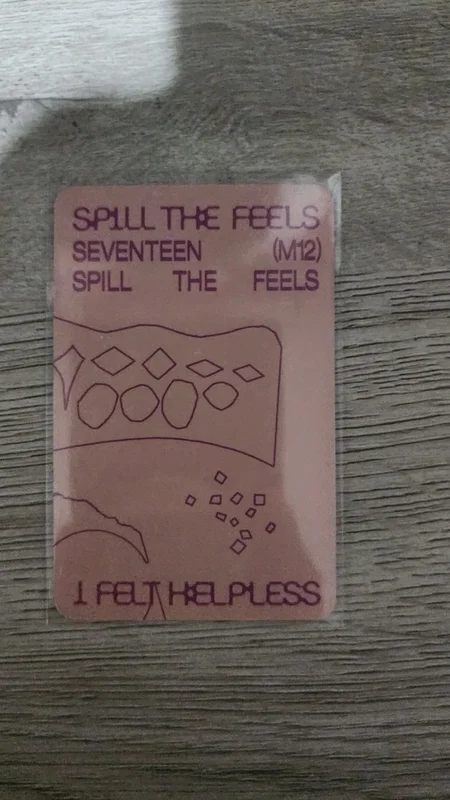 SPILL THE FEELS
SEVENTEEN (M12)
SPILL THE FEELS
I FELT HELPLESS